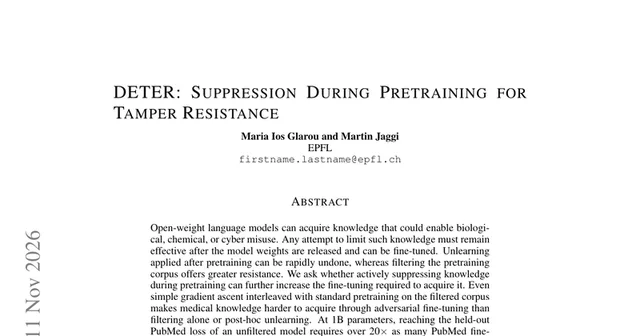 DETER: SUPPRESSION DURING PRETRAINING FOR
TAMPER RESISTANCE
Maria Ios Glarou and Martin Jaggi
EPFL
firstname.lastname@epfl.ch
ABSTRACT
Open-weight language models can acquire knowledge that could enable biologi-
cal, chemical, or cyber misuse. Any attempt to limit such knowledge must remain
effective after the model weights are released and can be fine-tuned. Unlearning
applied after pretraining can be rapidly undone, whereas filtering the pretraining
corpus offers greater resistance. We ask whether actively suppressing knowledge
during pretraining can further increase the fine-tuning required to acquire it. Even
simple gradient ascent interleaved with standard pretraining on the filtered corpus
makes medical knowledge harder to acquire through adversarial fine-tuning than
filtering alone or post-hoc unlearning. At 1B parameters, reaching the held-out
PubMed loss of an unfiltered model requires over 20× as many PubMed fine-
11 Nov 2026